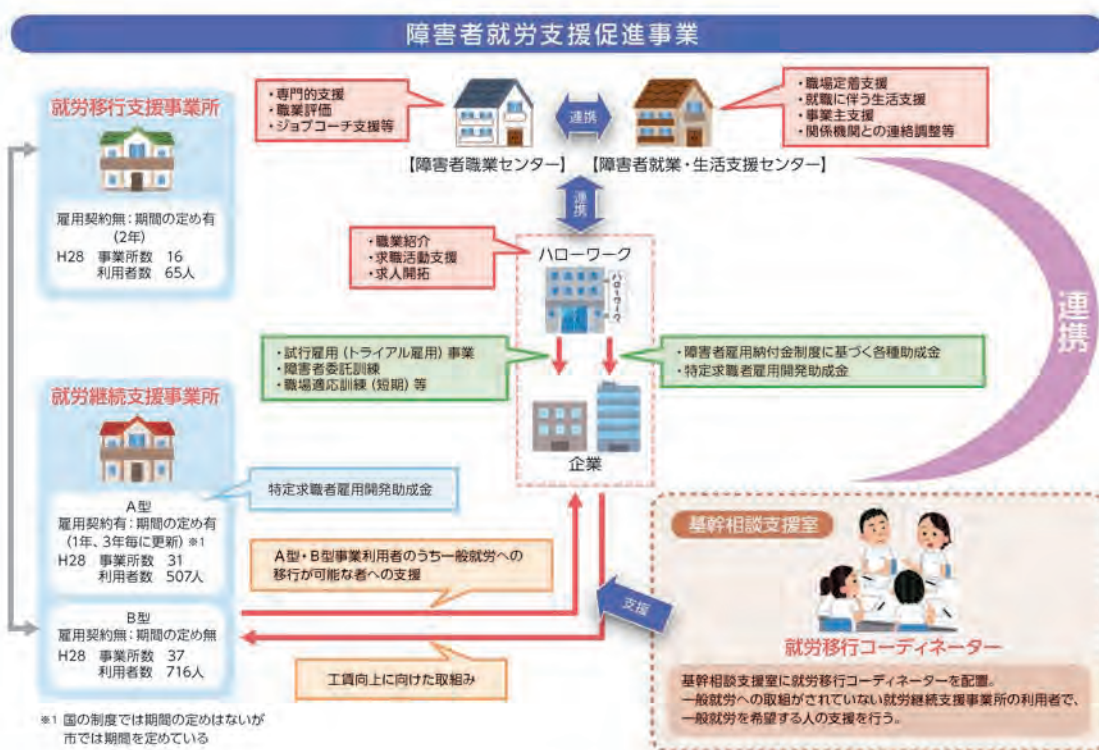 障害者就労支援促進事業
就労移行支援事業所
雇用契約無：期間の定め有
(2年)
H28 事業所数 16
利用者数 65人
・専門的支援
・職業評価
・ジョブコーチ支援等
連携
・職場定着支援
・就職に伴う生活支援
・事業主支援
・関係機関との連絡調整等
【障害者職業センター】
【障害者就業・生活支援センター】
連携
・職業紹介
・求職活動支援
・求人開拓
ハローワーク
ハローワーク
連携
・試行雇用(トライアル雇用)事業
・障害者委託訓練
・職場適応訓練(短期)等
・障害者雇用納付金制度に基づく各種助成金
・特定求職者雇用開発助成金
企業
就労継続支援事業所
A型
雇用契約有：期間の定め有
(1年、3年毎に更新)※1
H28 事業所数 31
利用者数 507人
特定求職者雇用開発助成金
A型・B型事業利用者のうち一般就労への
移行が可能な者への支援
B型
雇用契約無：期間の定め無
H28 事業所数 37
利用者数 716人
工賃向上に向けた取組み
支援
基幹相談支援室
就労移行コーディネーター
基幹相談支援室に就労移行コーディネーターを配置。
一般就労への取組がされていない就労継続支援事業所の利用者で、
一般就労を希望する人の支援を行う。
※1 国の制度では期間の定めはないが
市では期間を定めている